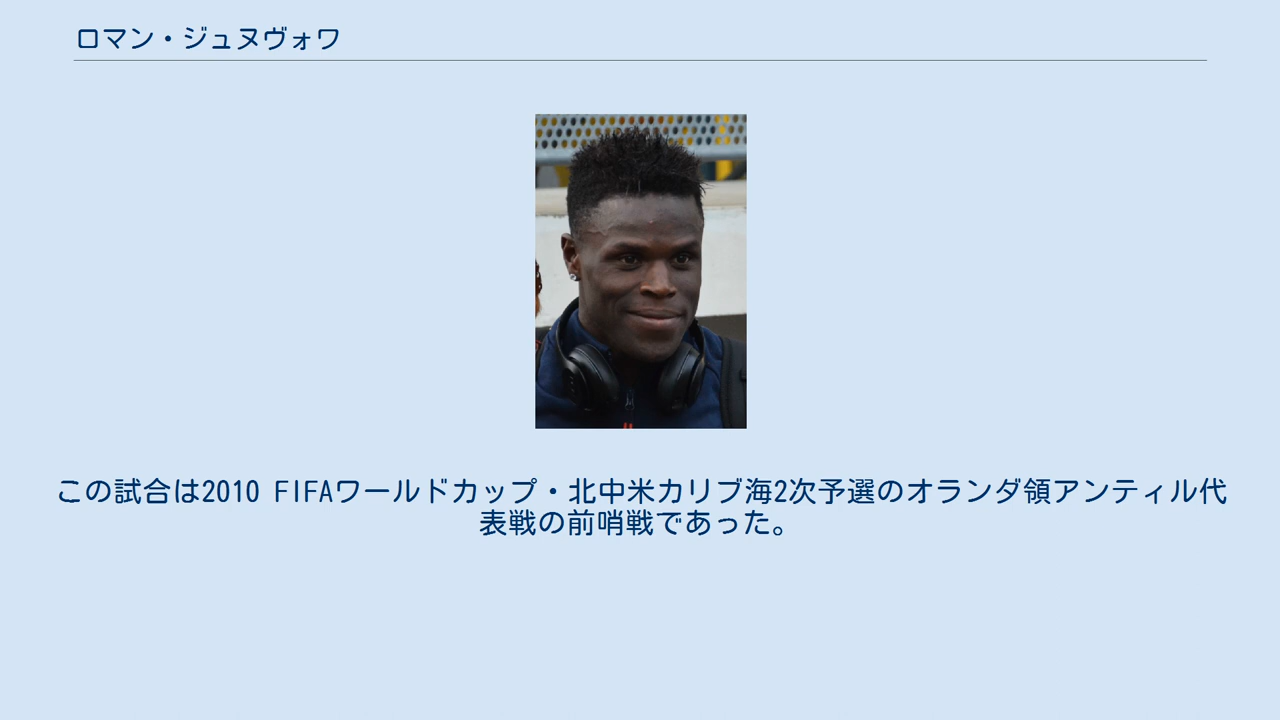 ロマン・ジュヌヴォワ
この試合は2010 FIFAワールドカップ・北中米カリブ海2次予選のオランダ領アンティル代
表戦の前哨戦であった。